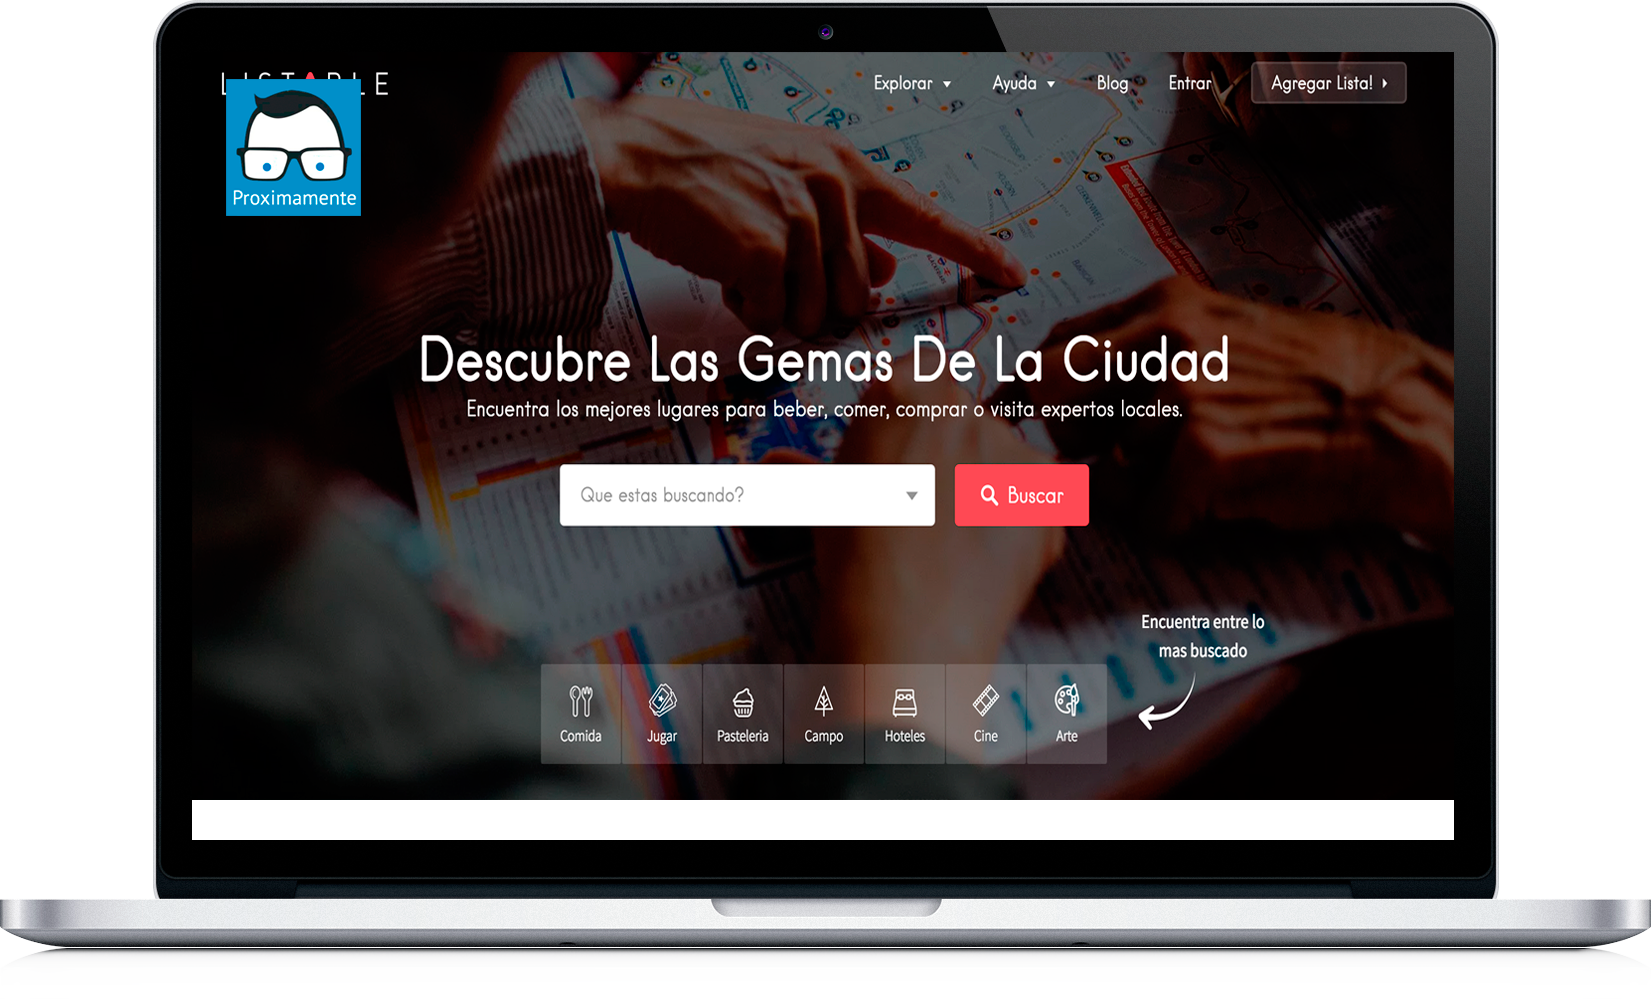 Explorar
Ayuda
Blog
Entrar
Agregar Lista!
Proximamente
Descubre Las Gemas De La Ciudad
Encuentra los mejores lugares para beber, comer, comprar o visita expertos locales.
Que estas buscando?
Buscar
Encuentra entre lo
mas buscado
Comida
Jugar
Pasteleria
Campo
Hoteles
Cine
Arte